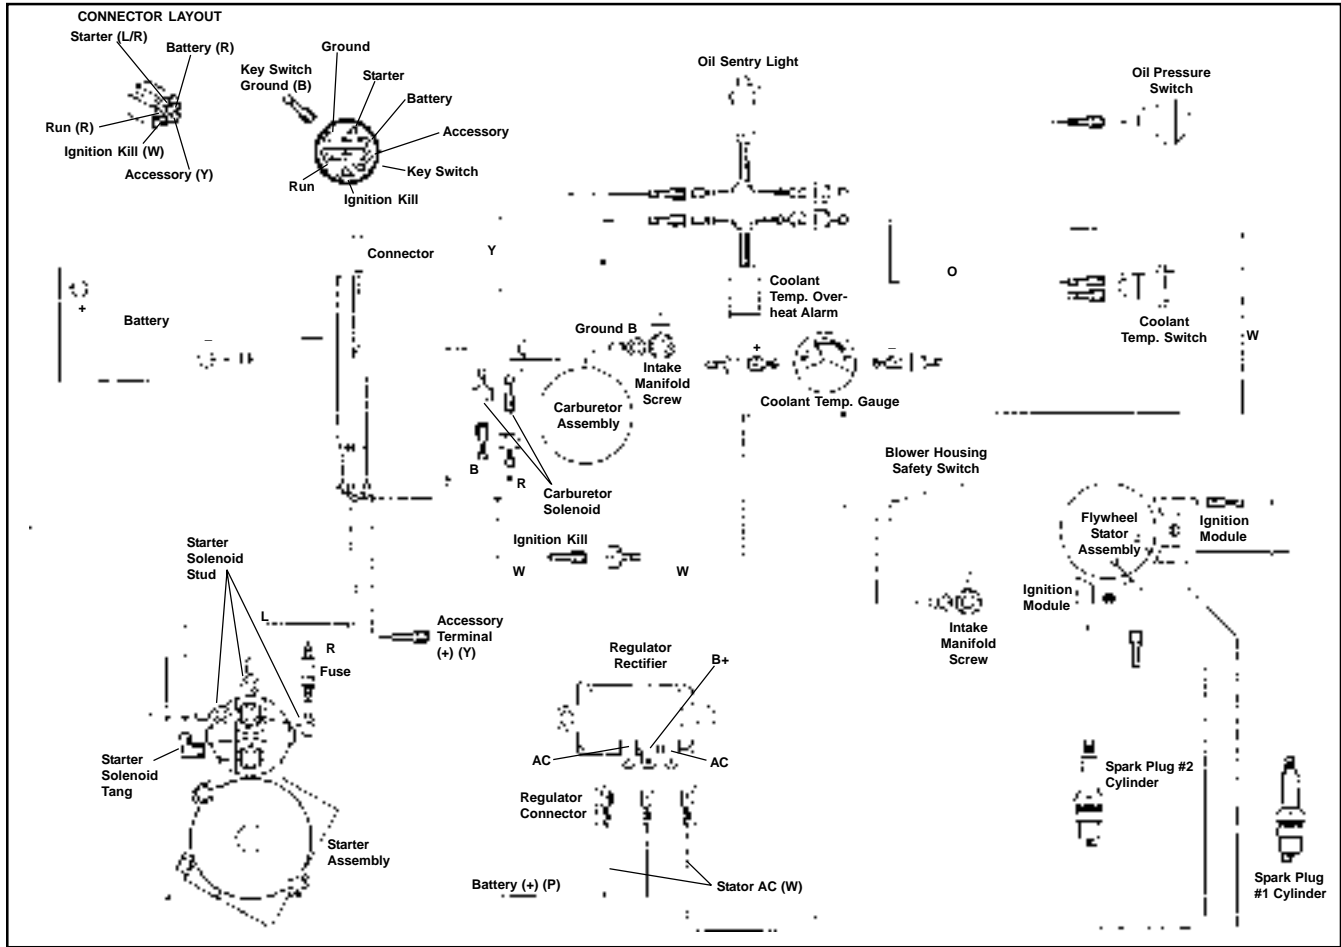 CONNECTOR LAYOUT
Starter (L/R)
Battery (R)
Run (R)
Ignition Kill (W)
Accessory (Y)
Key Switch
Ground (B)
Ground
Starter
Battery
Accessory
Key Switch
Run
Ignition Kill
Oil Sentry Light
Oil Pressure
Switch
Connector
Y
O
W
+
Battery
–
Coolant
Temp. Over-
heat Alarm
Coolant
Temp. Switch
Ground B
–
Intake
Manifold
Screw
+
–
Coolant Temp. Gauge
Carburetor
Assembly
B
R
Carburetor
Solenoid
Blower Housing
Safety Switch
Flywheel
Stator
Assembly
Ignition
Module
Ignition
Module
Ignition Kill
W
W
Starter
Solenoid
Stud
L
R
Fuse
Accessory
Terminal
(+) (Y)
Intake
Manifold
Screw
Regulator
Rectifier
B+
AC
AC
Starter
Solenoid
Tang
Regulator
Connector
Starter
Assembly
Battery (+) (P)
Stator AC (W)
Spark Plug #2
Cylinder
Spark Plug
#1 Cylinder